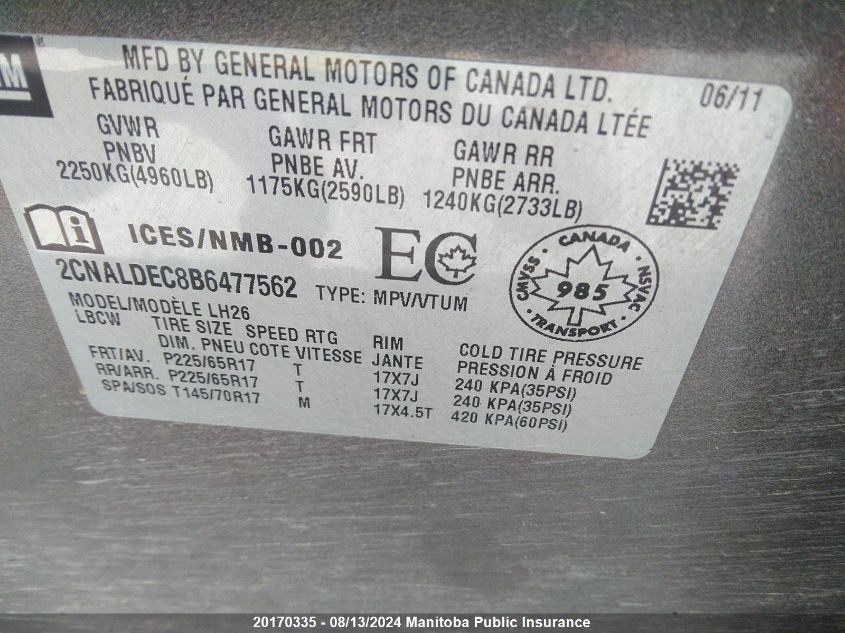 GM
MFD BY GENERAL MOTORS OF CANADA LTD. 06/11
FABRIQUÉ PAR GENERAL MOTORS DU CANADA LTÉE
GVWR GAWR FRT GAWR RR
PNBV PNBE AV. PNBE ARR.
2250KG(4960LB) 1175KG(2590LB) 1240KG(2733LB)
i ICES/NMB-002 EC
CANADA
CMVSS 985 NSVAC
TRANSPORT
2CNALDEC8B6477562 TYPE: MPV/VTUM
MODEL/MODÈLE LH26
LBCW TIRE SIZE SPEED RTG RIM COLD TIRE PRESSURE
DIM. PNEU COTE VITESSE JANTE PRESSION À FROID
FRT/AV. P225/65R17 T 17X7J 240 KPA(35PSI)
RR/ARR. P225/65R17 T 17X7J 240 KPA(35PSI)
SPA/SOS T145/70R17 M 17X4.5T 420 KPA(60PSI)
20170335 - 08/13/2024 Manitoba Public Insurance